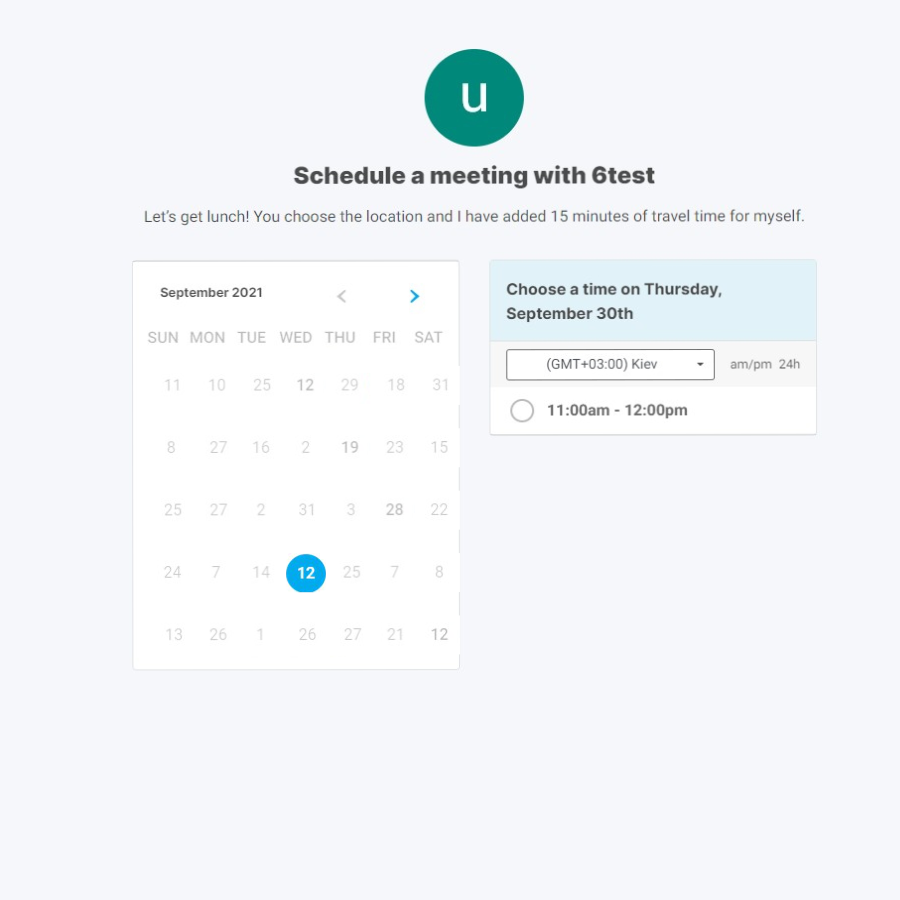 u
Schedule a meeting with 6test
Let's get lunch! You choose the location and I have added 15 minutes of travel time for myself.
September 2021
SUN MON TUE WED THU FRI SAT
11 10 25 12 29 18 31
8 27 16 2 19 23 15
25 27 2 31 3 28 22
24 7 14 12 25 7 8
13 26 1 26 27 21 12
Choose a time on Thursday,
September 30th
(GMT+03:00) Kiev am/pm 24h
11:00am - 12:00pm